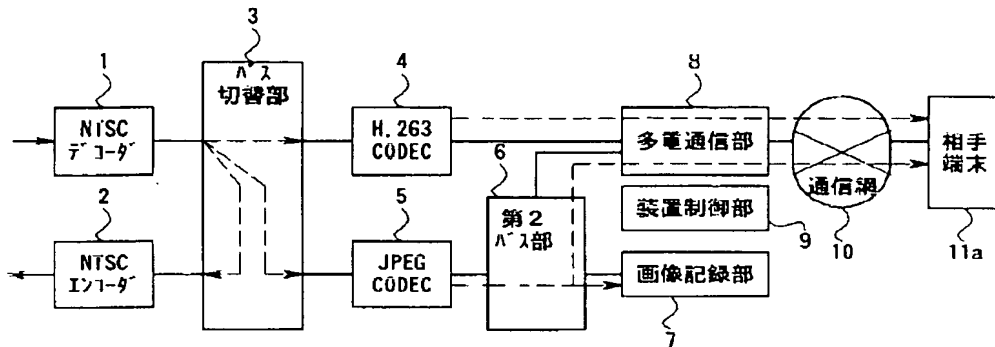 3
1
4
8
バス
切替部
NTSC
デコーダ
H.263
CODEC
多重通信部
相手
端末
2
5
6
通信網
第2
バス部
装置制御部
9
10
11a
NTSC
エンコーダ
JPEG
CODEC
画像記録部
7